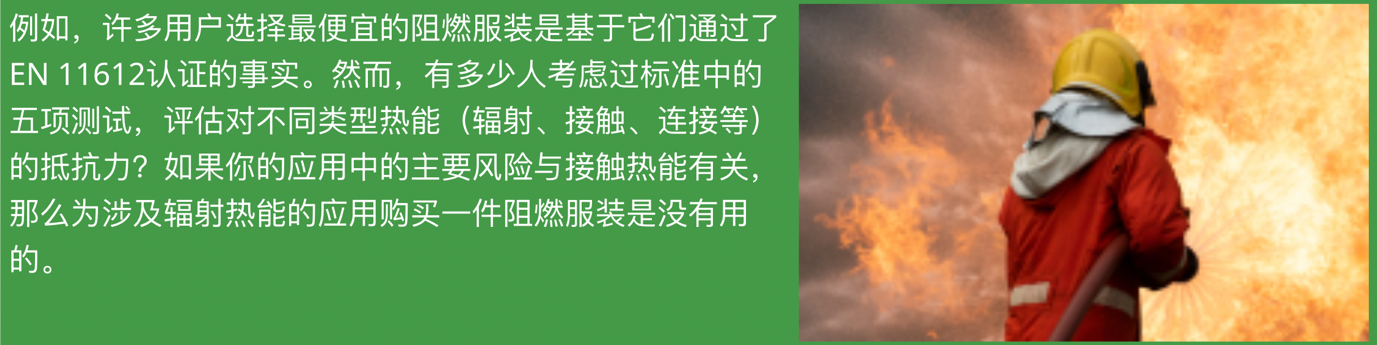 例如，许多用户选择最便宜的阻燃服装是基于它们通过了
EN 11612认证的事实。然而，有多少人考虑过标准中的
五项测试，评估对不同类型热能（辐射、接触、连接等）
的抵抗力？如果你的应用中的主要风险与接触热能有关，
那么为涉及辐射热能的应用购买一件阻燃服装是没有用
的。